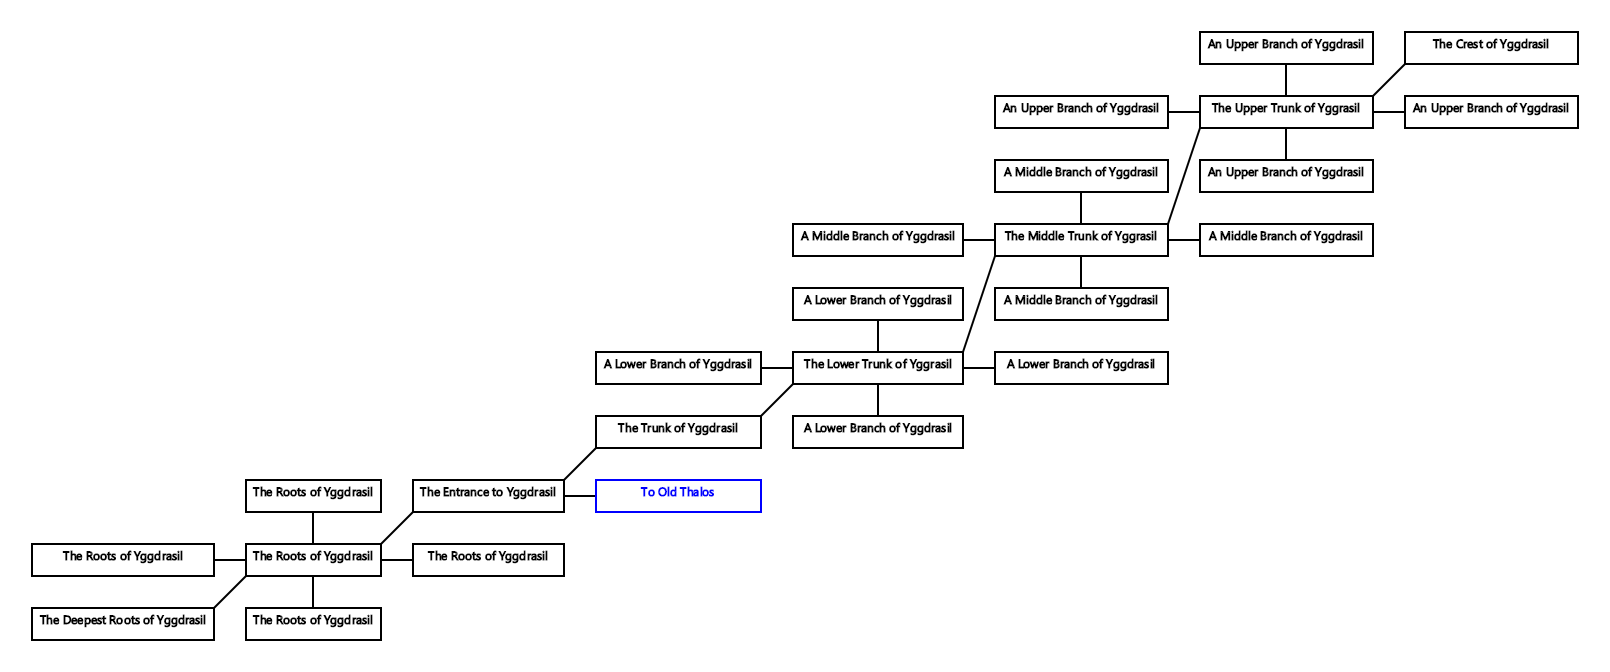 An Upper Branch of Yggdrasil
The Crest of Yggdrasil
An Upper Branch of Yggdrasil
The Upper Trunk of Yggrasil
An Upper Branch of Yggdrasil
A Middle Branch of Yggdrasil
An Upper Branch of Yggdrasil
A Middle Branch of Yggdrasil
The Middle Trunk of Yggrasil
A Middle Branch of Yggdrasil
A Lower Branch of Yggdrasil
A Middle Branch of Yggdrasil
A Lower Branch of Yggdrasil
The Lower Trunk of Yggrasil
A Lower Branch of Yggdrasil
The Trunk of Yggdrasil
A Lower Branch of Yggdrasil
The Roots of Yggdrasil
The Entrance to Yggdrasil
To Old Thalos
The Roots of Yggdrasil
The Roots of Yggdrasil
The Roots of Yggdrasil
The Deepest Roots of Yggdrasil
The Roots of Yggdrasil